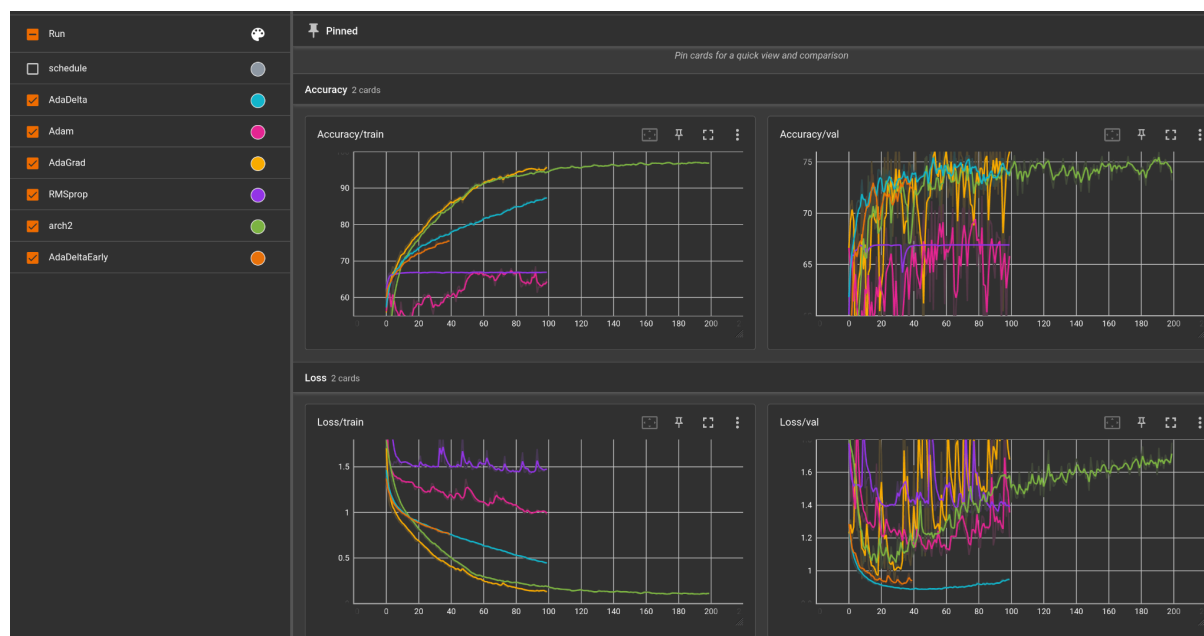 Run
schedule
AdaDelta
Adam
AdaGrad
RMSprop
arch2
AdaDeltaEarly
Pinned
Pin cards for a quick view and comparison
Accuracy 2 cards
Accuracy/train
90
80
70
60
0 20 40 60 80 100 120 140 160 180 200
Accuracy/val
75
70
65
0 20 40 60 80 100 120 140 160 180 200
Loss 2 cards
Loss/train
1.5
1
0.5
0 20 40 60 80 100 120 140 160 180 200
Loss/val
1.6
1.4
1.2
1
0 20 40 60 80 100 120 140 160 180 200